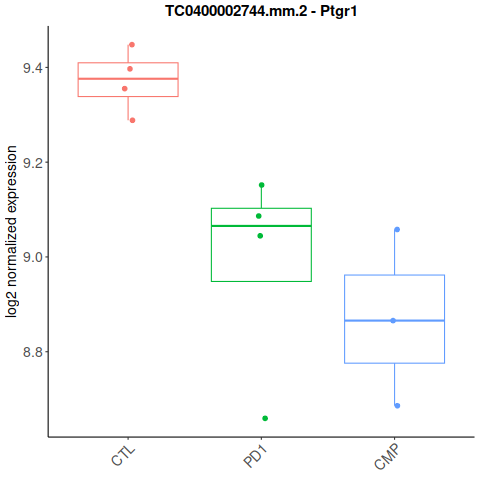 TC0400002744.mm.2 - Ptgr1
log2 normalized expression
9.4
9.2
9.0
8.8
CTL
PD1
CMP